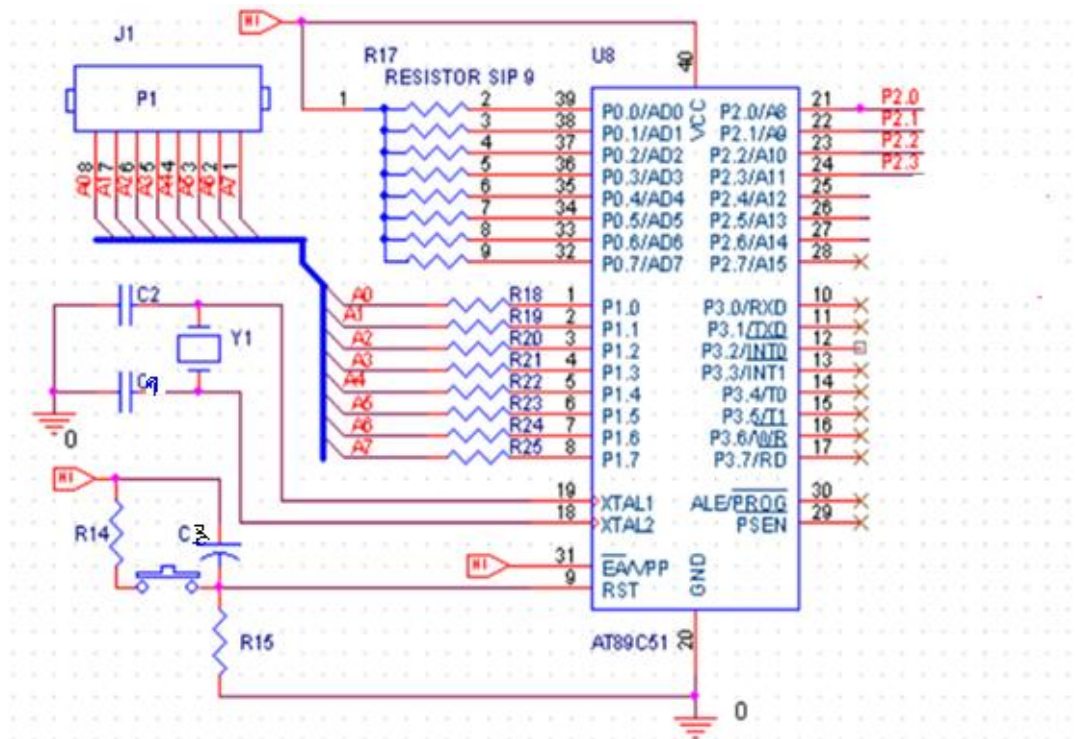 HI
J1
P1
A0 8
A1 7
A2 6
A3 5
A4 4
A5 3
A6 2
A7 1
R17
RESISTOR SIP 9
1
2
3
4
5
6
7
8
9
U8
40
VCC
39 P0.0/AD0
38 P0.1/AD1
37 P0.2/AD2
36 P0.3/AD3
35 P0.4/AD4
34 P0.5/AD5
33 P0.6/AD6
32 P0.7/AD7
P2.0/A8 21 P2.0
P2.1/A9 22 P2.1
P2.2/A10 23 P2.2
P2.3/A11 24 P2.3
P2.4/A12 25
P2.5/A13 26
P2.6/A14 27
P2.7/A15 28
A0 R18 1 P1.0
A1 R19 2 P1.1
A2 R20 3 P1.2
A3 R21 4 P1.3
A4 R22 5 P1.4
A5 R23 6 P1.5
A6 R24 7 P1.6
A7 R25 8 P1.7
P3.0/RXD 10
P3.1/TXD 11
P3.2/INT0 12
P3.3/INT1 13
P3.4/T0 14
P3.5/T1 15
P3.6/WR 16
P3.7/RD 17
C2
Y1
0
19 XTAL1
18 XTAL2
ALE/PROG 30
PSEN 29
HI
R14
HI
31 EA/VPP
9 RST
GND
R15
AT89C51
20
0